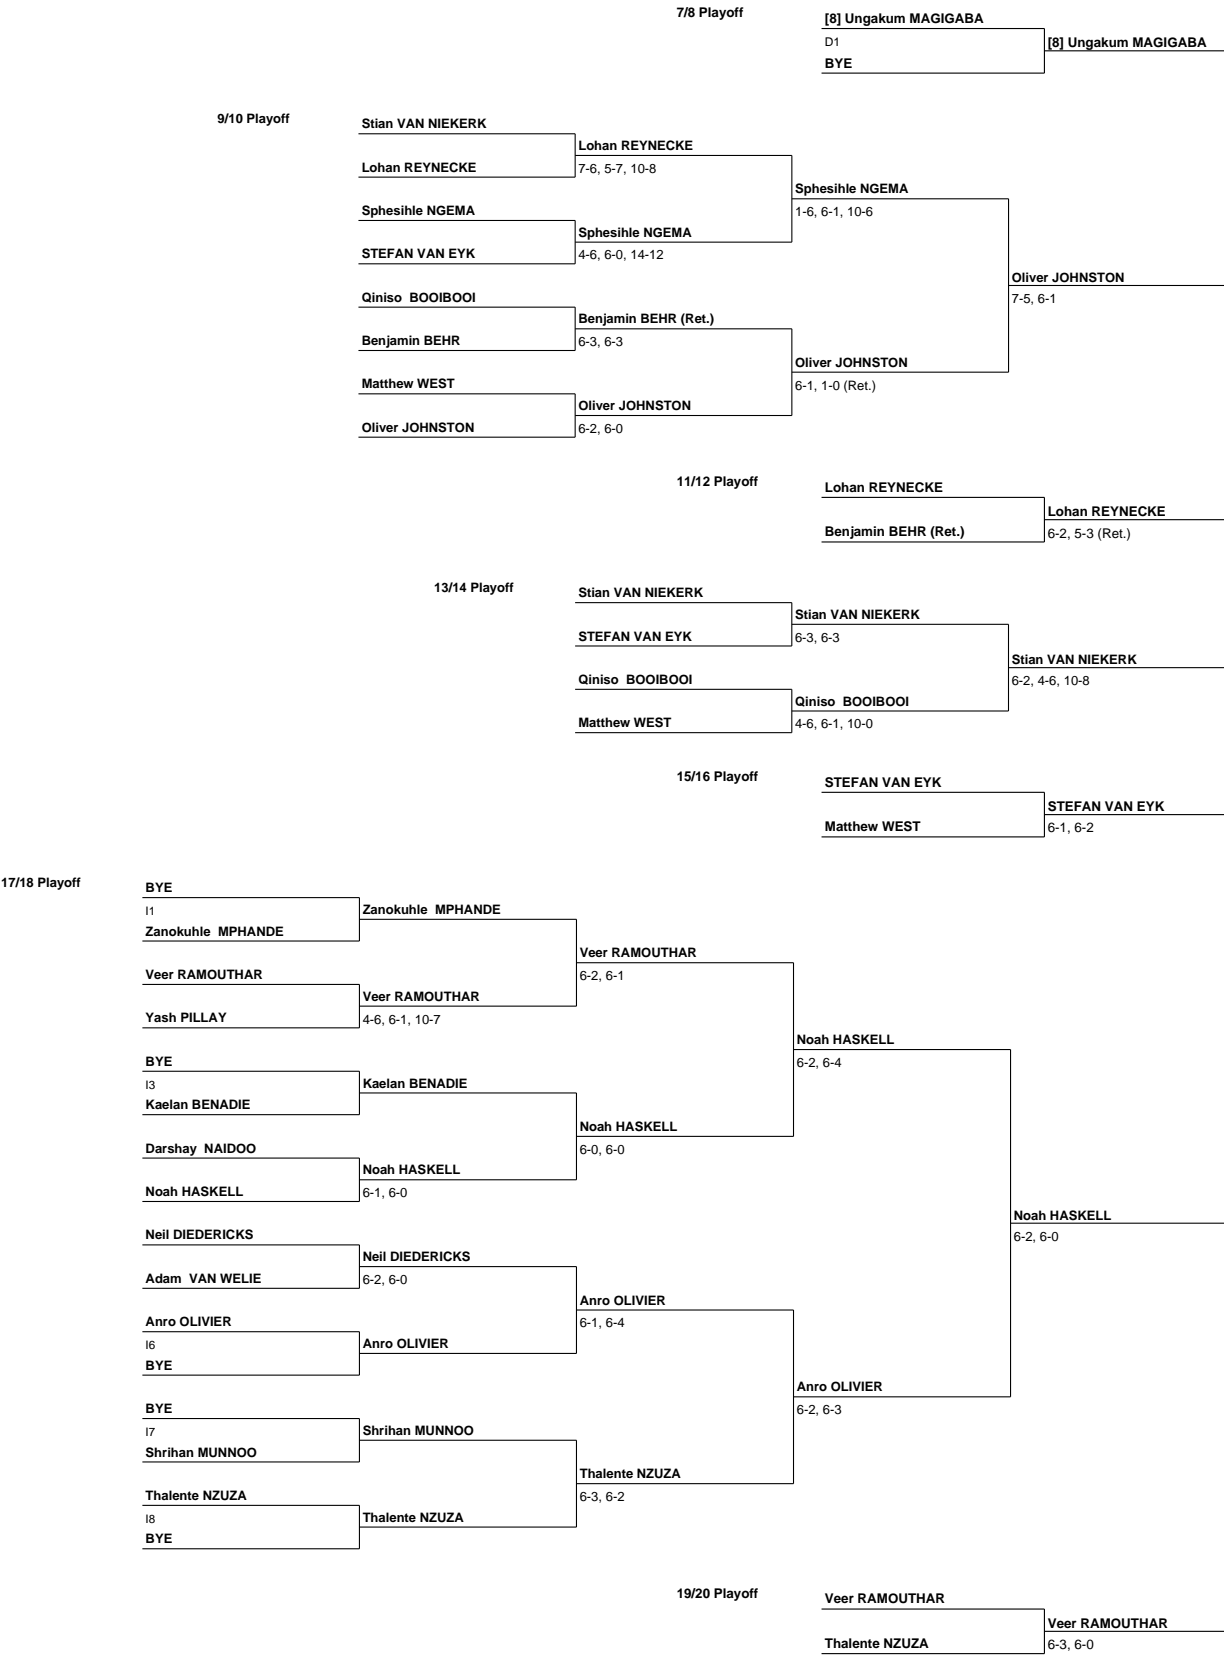 7/8 Playoff
[8] Ungakum MAGIGABA
D1
[8] Ungakum MAGIGABA
BYE
9/10 Playoff
Stian VAN NIEKERK
Lohan REYNECKE
Lohan REYNECKE
7-6, 5-7, 10-8
Sphesihle NGEMA
Sphesihle NGEMA
1-6, 6-1, 10-6
Sphesihle NGEMA
STEFAN VAN EYK
4-6, 6-0, 14-12
Oliver JOHNSTON
Qiniso BOOIBOOI
7-5, 6-1
Benjamin BEHR (Ret.)
Benjamin BEHR
6-3, 6-3
Oliver JOHNSTON
Matthew WEST
6-1, 1-0 (Ret.)
Oliver JOHNSTON
Oliver JOHNSTON
6-2, 6-0
11/12 Playoff
Lohan REYNECKE
Lohan REYNECKE
Benjamin BEHR (Ret.)
6-2, 5-3 (Ret.)
13/14 Playoff
Stian VAN NIEKERK
Stian VAN NIEKERK
STEFAN VAN EYK
6-3, 6-3
Stian VAN NIEKERK
Qiniso BOOIBOOI
6-2, 4-6, 10-8
Qiniso BOOIBOOI
Matthew WEST
4-6, 6-1, 10-0
15/16 Playoff
STEFAN VAN EYK
STEFAN VAN EYK
Matthew WEST
6-1, 6-2
17/18 Playoff
BYE
I1
Zanokuhle MPHANDE
Zanokuhle MPHANDE
Veer RAMOUTHAR
Veer RAMOUTHAR
6-2, 6-1
Veer RAMOUTHAR
Yash PILLAY
4-6, 6-1, 10-7
Noah HASKELL
BYE
6-2, 6-4
I3
Kaelan BENADIE
Kaelan BENADIE
Noah HASKELL
Darshay NAIDOO
6-0, 6-0
Noah HASKELL
Noah HASKELL
6-1, 6-0
Noah HASKELL
Neil DIEDERICKS
6-2, 6-0
Neil DIEDERICKS
Adam VAN WELIE
6-2, 6-0
Anro OLIVIER
Anro OLIVIER
6-1, 6-4
I6
Anro OLIVIER
BYE
Anro OLIVIER
BYE
6-2, 6-3
I7
Shrihan MUNNOO
Shrihan MUNNOO
Thalente NZUZA
Thalente NZUZA
6-3, 6-2
I8
Thalente NZUZA
BYE
19/20 Playoff
Veer RAMOUTHAR
Veer RAMOUTHAR
Thalente NZUZA
6-3, 6-0